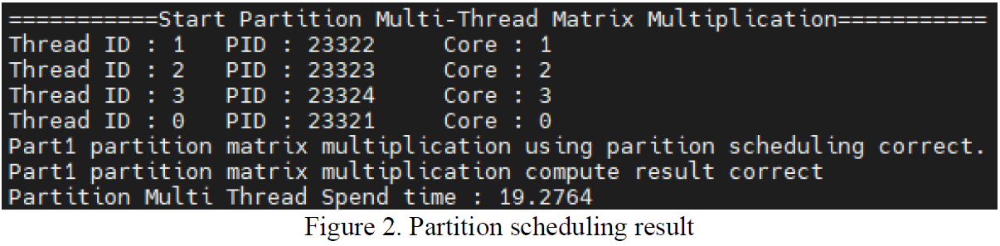 ===========Start Partition Multi-Thread Matrix Multiplication===========
Thread ID : 1   PID : 23322     Core : 1
Thread ID : 2   PID : 23323     Core : 2
Thread ID : 3   PID : 23324     Core : 3
Thread ID : 0   PID : 23321     Core : 0
Part1 partition matrix multiplication using parition scheduling correct.
Part1 partition matrix multiplication compute result correct
Partition Multi Thread Spend time : 19.2764
Figure 2. Partition scheduling result